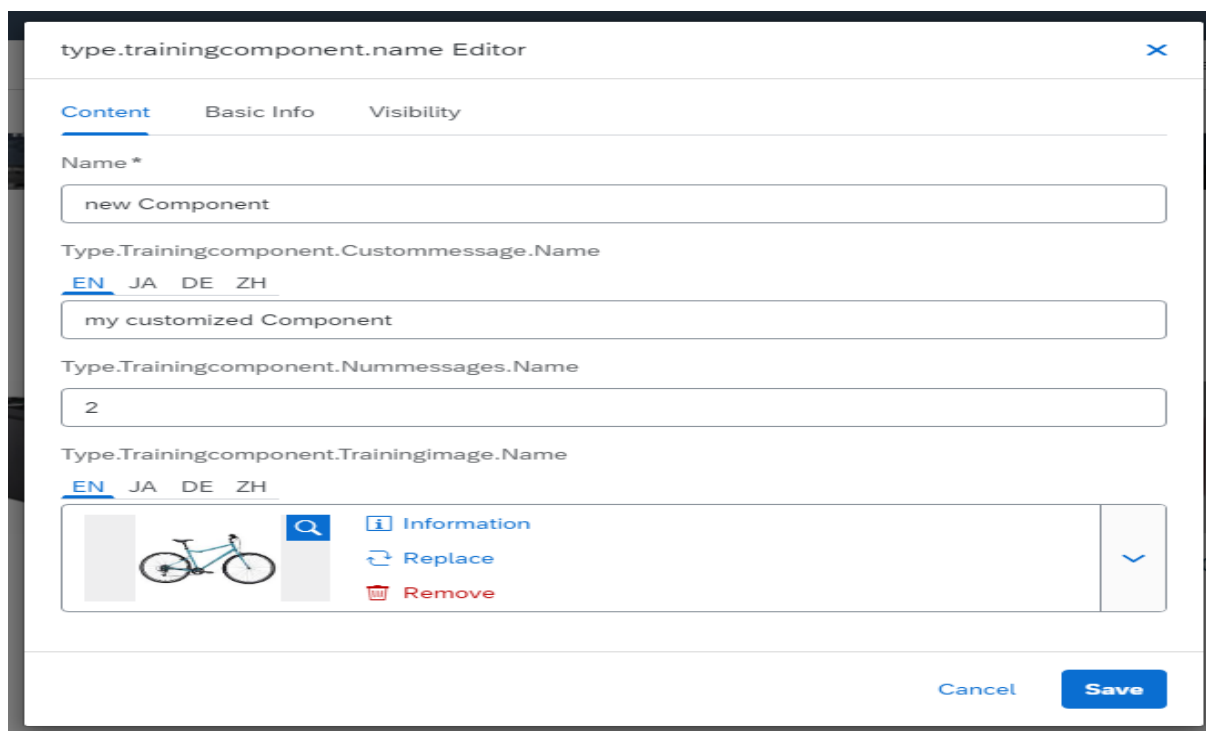 type.trainingcomponent.name Editor
Content Basic Info Visibility
Name*
new Component
Type.Trainingcomponent.Custommessage.Name
EN JA DE ZH
my customized Component
Type.Trainingcomponent.Nummessages.Name
2
Type.Trainingcomponent.Trainingimage.Name
EN JA DE ZH
Information
Replace
Remove
Cancel Save